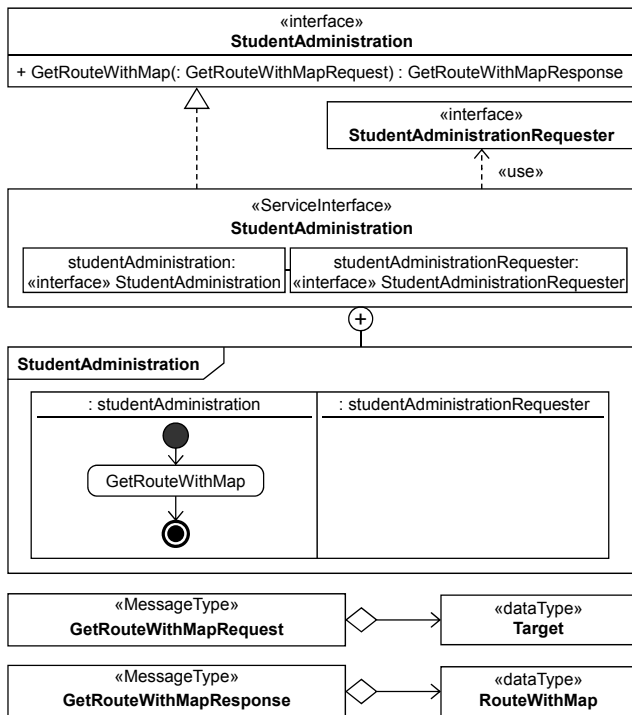 «interface»
StudentAdministration
+ GetRouteWithMap(: GetRouteWithMapRequest) : GetRouteWithMapResponse
«interface»
StudentAdministrationRequester
«use»
«ServiceInterface»
StudentAdministration
studentAdministration:
«interface» StudentAdministration
studentAdministrationRequester:
«interface» StudentAdministrationRequester
StudentAdministration
: studentAdministration
: studentAdministrationRequester
GetRouteWithMap
«MessageType»
GetRouteWithMapRequest
«dataType»
Target
«MessageType»
GetRouteWithMapResponse
«dataType»
RouteWithMap